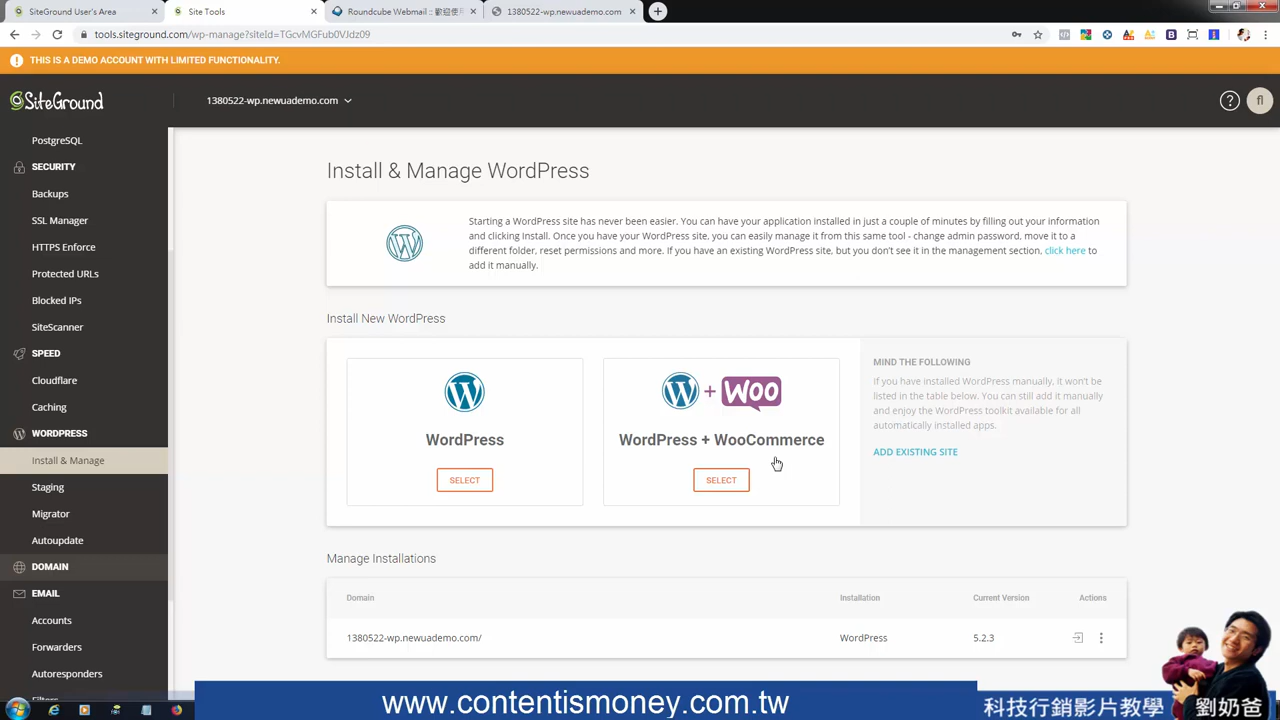 SiteGround User's Area
Site Tools
Roundcube Webmail :: 歡迎使用
1380522-wp.newuademo.com
tools.siteground.com/wp-manage?siteId=TGcvMGFub0VJdz09
THIS IS A DEMO ACCOUNT WITH LIMITED FUNCTIONALITY.
SiteGround
1380522-wp.newuademo.com
fl
PostgreSQL
SECURITY
Backups
SSL Manager
HTTPS Enforce
Protected URLs
Blocked IPs
SiteScanner
SPEED
Cloudflare
Caching
WORDPRESS
Install & Manage
Staging
Migrator
Autoupdate
DOMAIN
EMAIL
Accounts
Forwarders
Autoresponders
Filters
Install & Manage WordPress
Starting a WordPress site has never been easier. You can have your application installed in just a couple of minutes by filling out your information
and clicking Install. Once you have your WordPress site, you can easily manage it from this same tool - change admin password, move it to a
different folder, reset permissions and more. If you have an existing WordPress site, but you don't see it in the management section, click here to
add it manually.
Install New WordPress
WordPress
SELECT
+ WOO
WordPress + WooCommerce
SELECT
MIND THE FOLLOWING
If you have installed WordPress manually, it won't be
listed in the table below. You can still add it manually
and enjoy the WordPress toolkit available for all
automatically installed apps.
ADD EXISTING SITE
Manage Installations
Domain Installation Current Version Actions
1380522-wp.newuademo.com/ WordPress 5.2.3
www.contentismoney.com.tw
科技行銷影片教學 劉奶爸